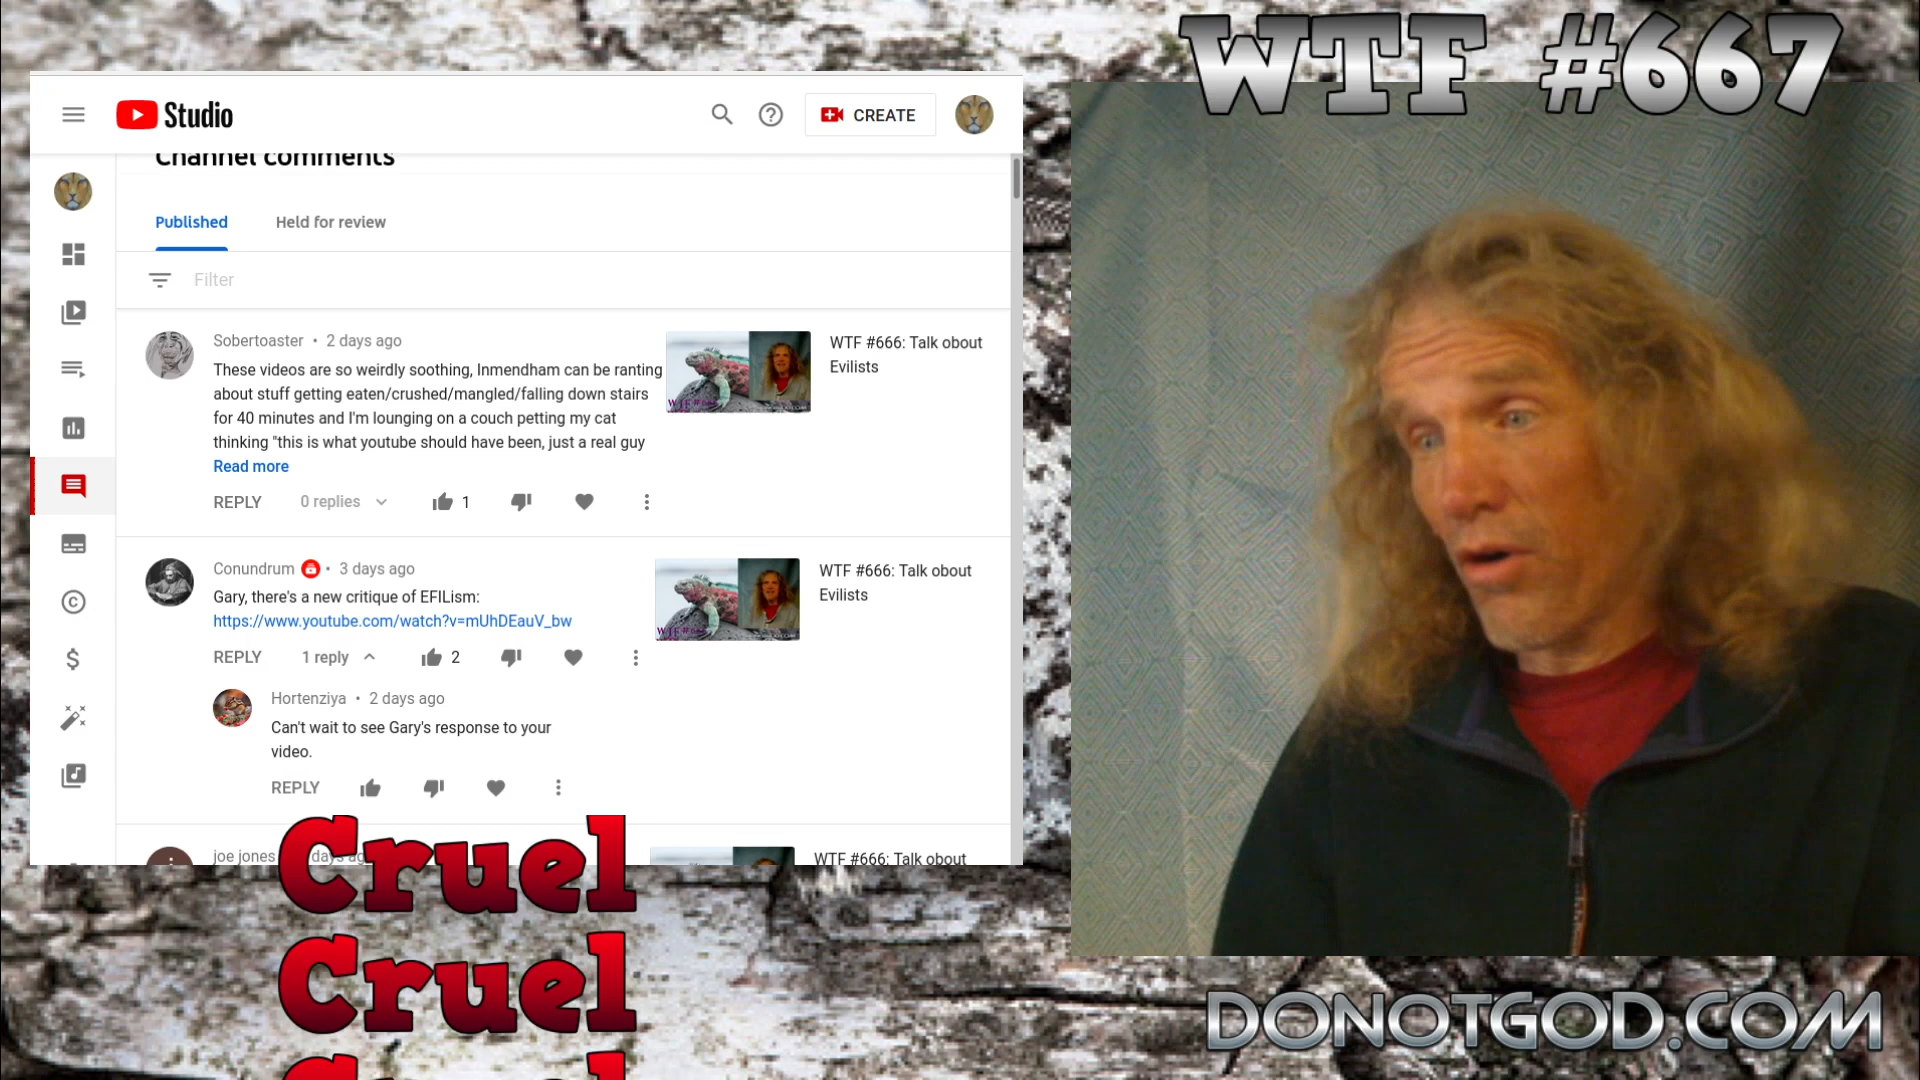 WTF #667
Studio
CREATE
Channel comments
Published
Held for review
Filter
Sobertoaster • 2 days ago
These videos are so weirdly soothing, Inmendham can be ranting
about stuff getting eaten/crushed/mangled/falling down stairs
for 40 minutes and I'm lounging on a couch petting my cat
thinking "this is what youtube should have been, just a real guy
Read more
REPLY 0 replies 1
WTF #666: Talk obout
Evilists
Conundrum • 3 days ago
Gary, there's a new critique of EFILism:
https://www.youtube.com/watch?v=mUhDEauV_bw
REPLY 1 reply 2
WTF #666: Talk obout
Evilists
Hortenziya • 2 days ago
Can't wait to see Gary's response to your
video.
REPLY
joe jones days ago
WTF #666: Talk obout
Cruel
Cruel
Cruel
DONOTGOD.COM